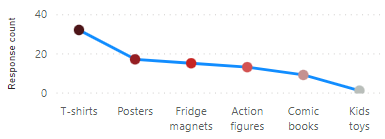 Response count
40
20
0
T-shirts
Posters
Fridge
magnets
Action
figures
Comic
books
Kids
toys